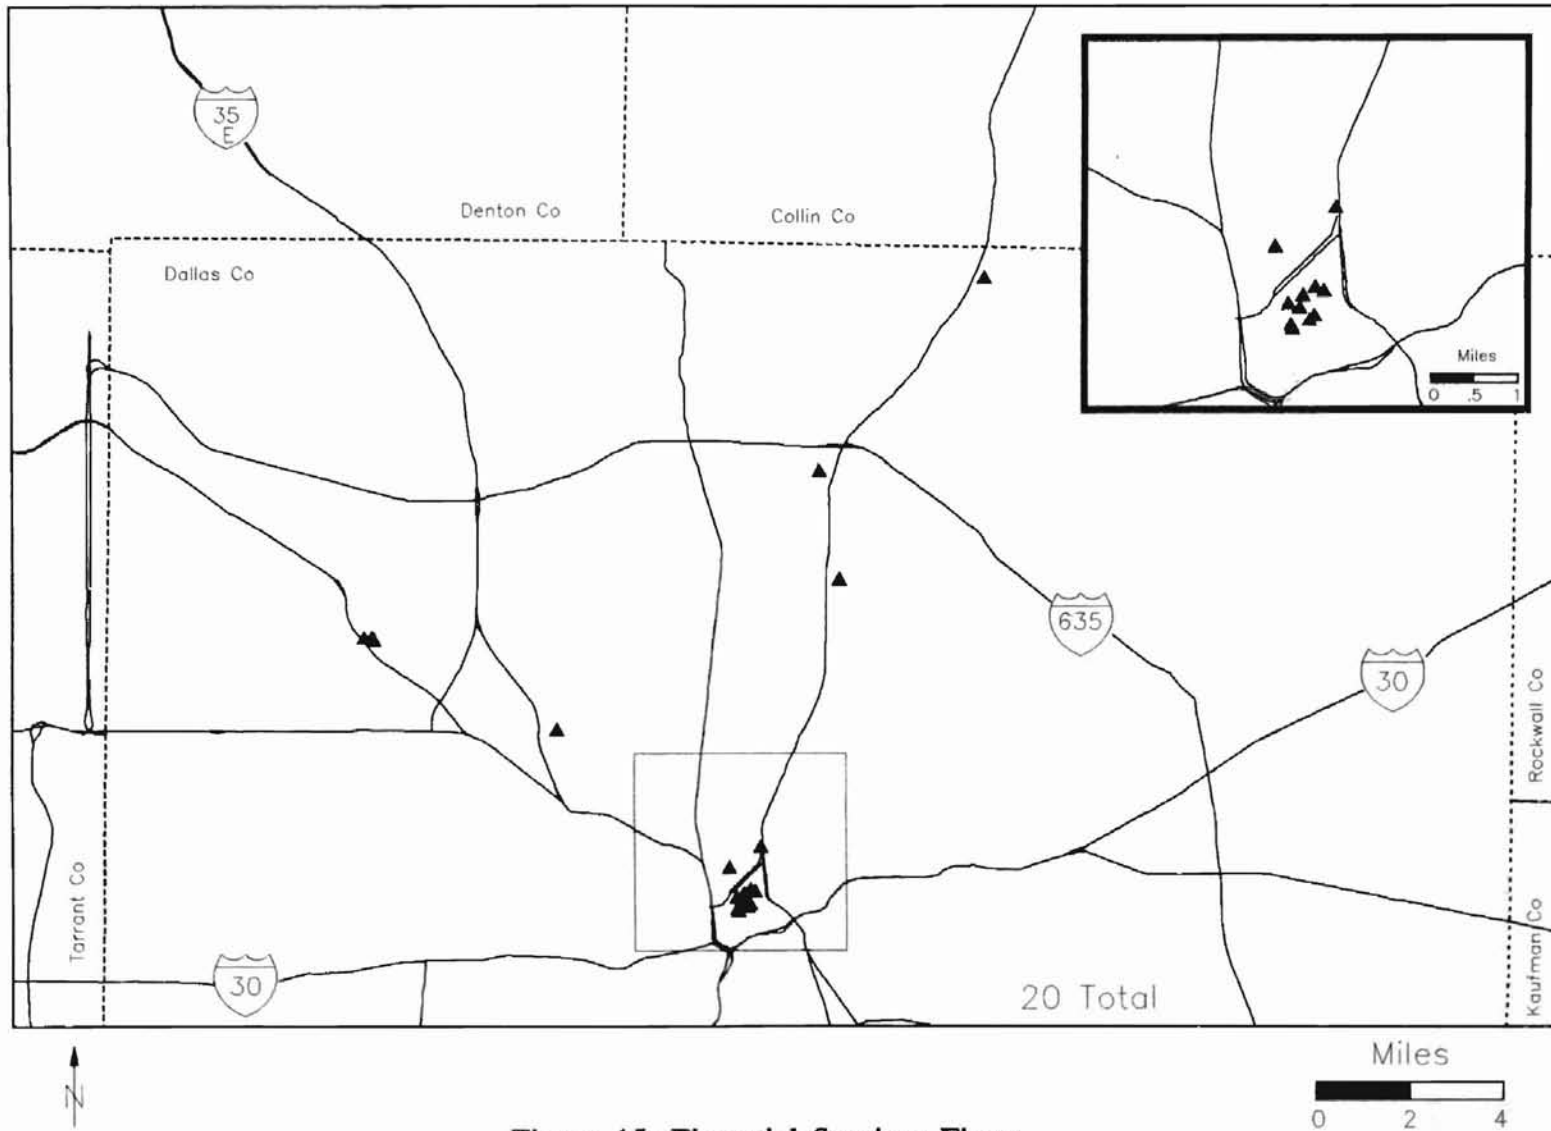 35
E
Denton Co
Collin Co
Dallas Co
Miles
0 .5 1
635
30
Rockwall Co
Tarrant Co
Kaufman Co
30
20 Total
N
Miles
0 2 4